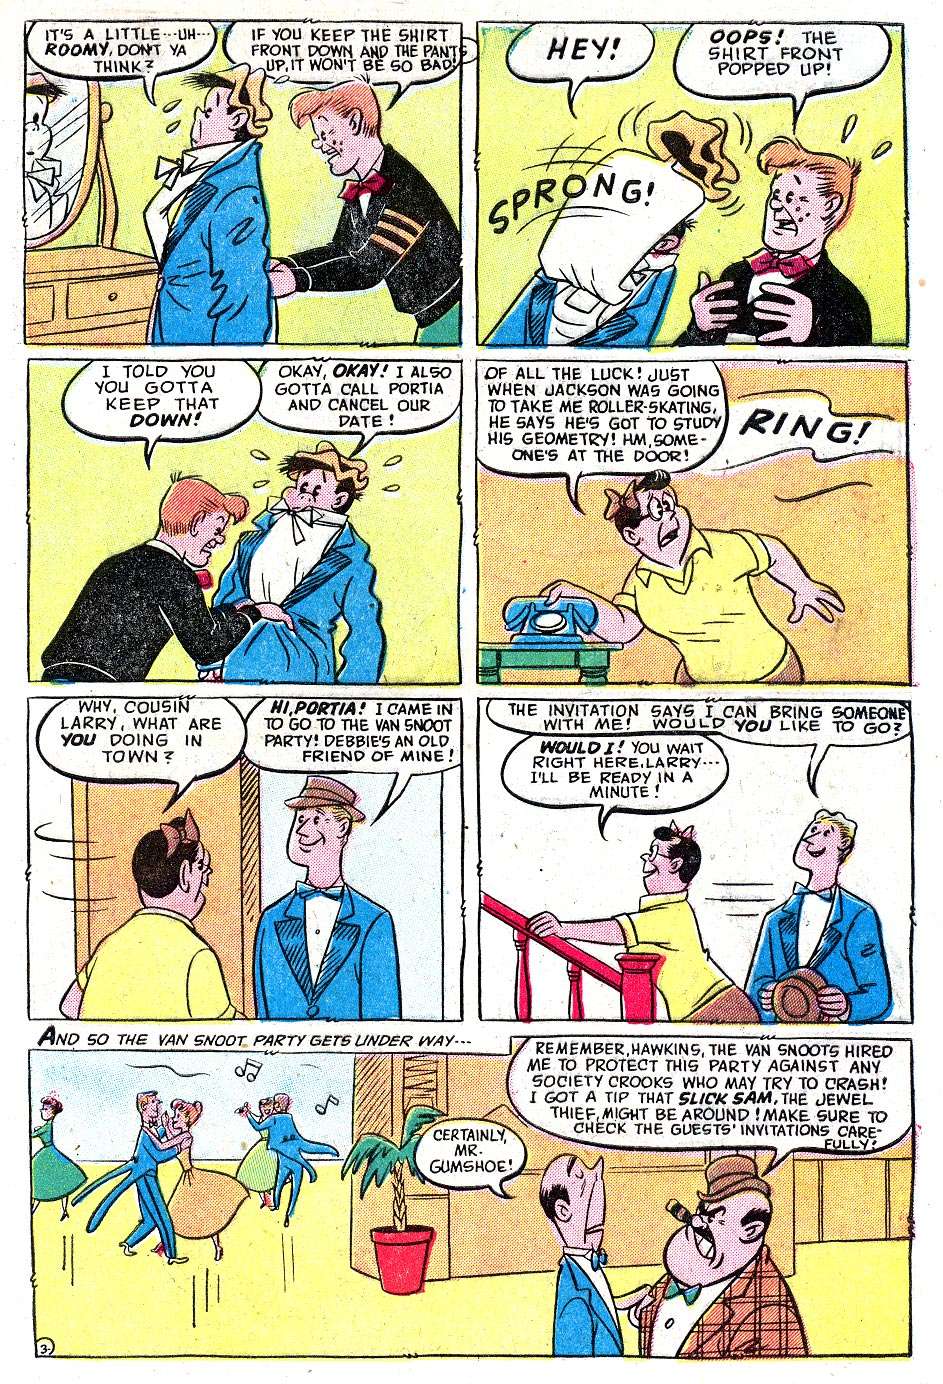 IT'S A LITTLE---UH---
ROOMY, DON'T YA
THINK?
IF YOU KEEP THE SHIRT
FRONT DOWN AND THE PANTS
UP, IT WON'T BE SO BAD!
HEY!
OOPS! THE
SHIRT FRONT
POPPED UP!
SPRONG!
I TOLD YOU
YOU GOTTA
KEEP THAT
DOWN!
OKAY, OKAY! I ALSO
GOTTA CALL PORTIA
AND CANCEL OUR
DATE!
OF ALL THE LUCK! JUST
WHEN JACKSON WAS GOING
TO TAKE ME ROLLER-SKATING,
HE SAYS HE'S GOT TO STUDY
HIS GEOMETRY! HM, SOME-
ONE'S AT THE DOOR!
RING!
WHY, COUSIN
LARRY, WHAT ARE
YOU DOING IN
TOWN?
HI, PORTIA! I CAME IN
TO GO TO THE VAN SNOOT
PARTY! DEBBIE'S AN OLD
FRIEND OF MINE!
THE INVITATION SAYS I CAN BRING SOMEONE
WITH ME! WOULD YOU LIKE TO GO?
WOULD I! YOU WAIT
RIGHT HERE, LARRY---
I'LL BE READY IN A
MINUTE!
AND SO THE VAN SNOOT PARTY GETS UNDER WAY---
REMEMBER, HAWKINS, THE VAN SNOOTS HIRED
ME TO PROTECT THIS PARTY AGAINST ANY
SOCIETY CROOKS WHO MAY TRY TO CRASH!
I GOT A TIP THAT SLICK SAM, THE JEWEL
THIEF, MIGHT BE AROUND! MAKE SURE TO
CHECK THE GUESTS' INVITATIONS CARE-
FULLY!
CERTAINLY,
MR.
GUMSHOE!
3-